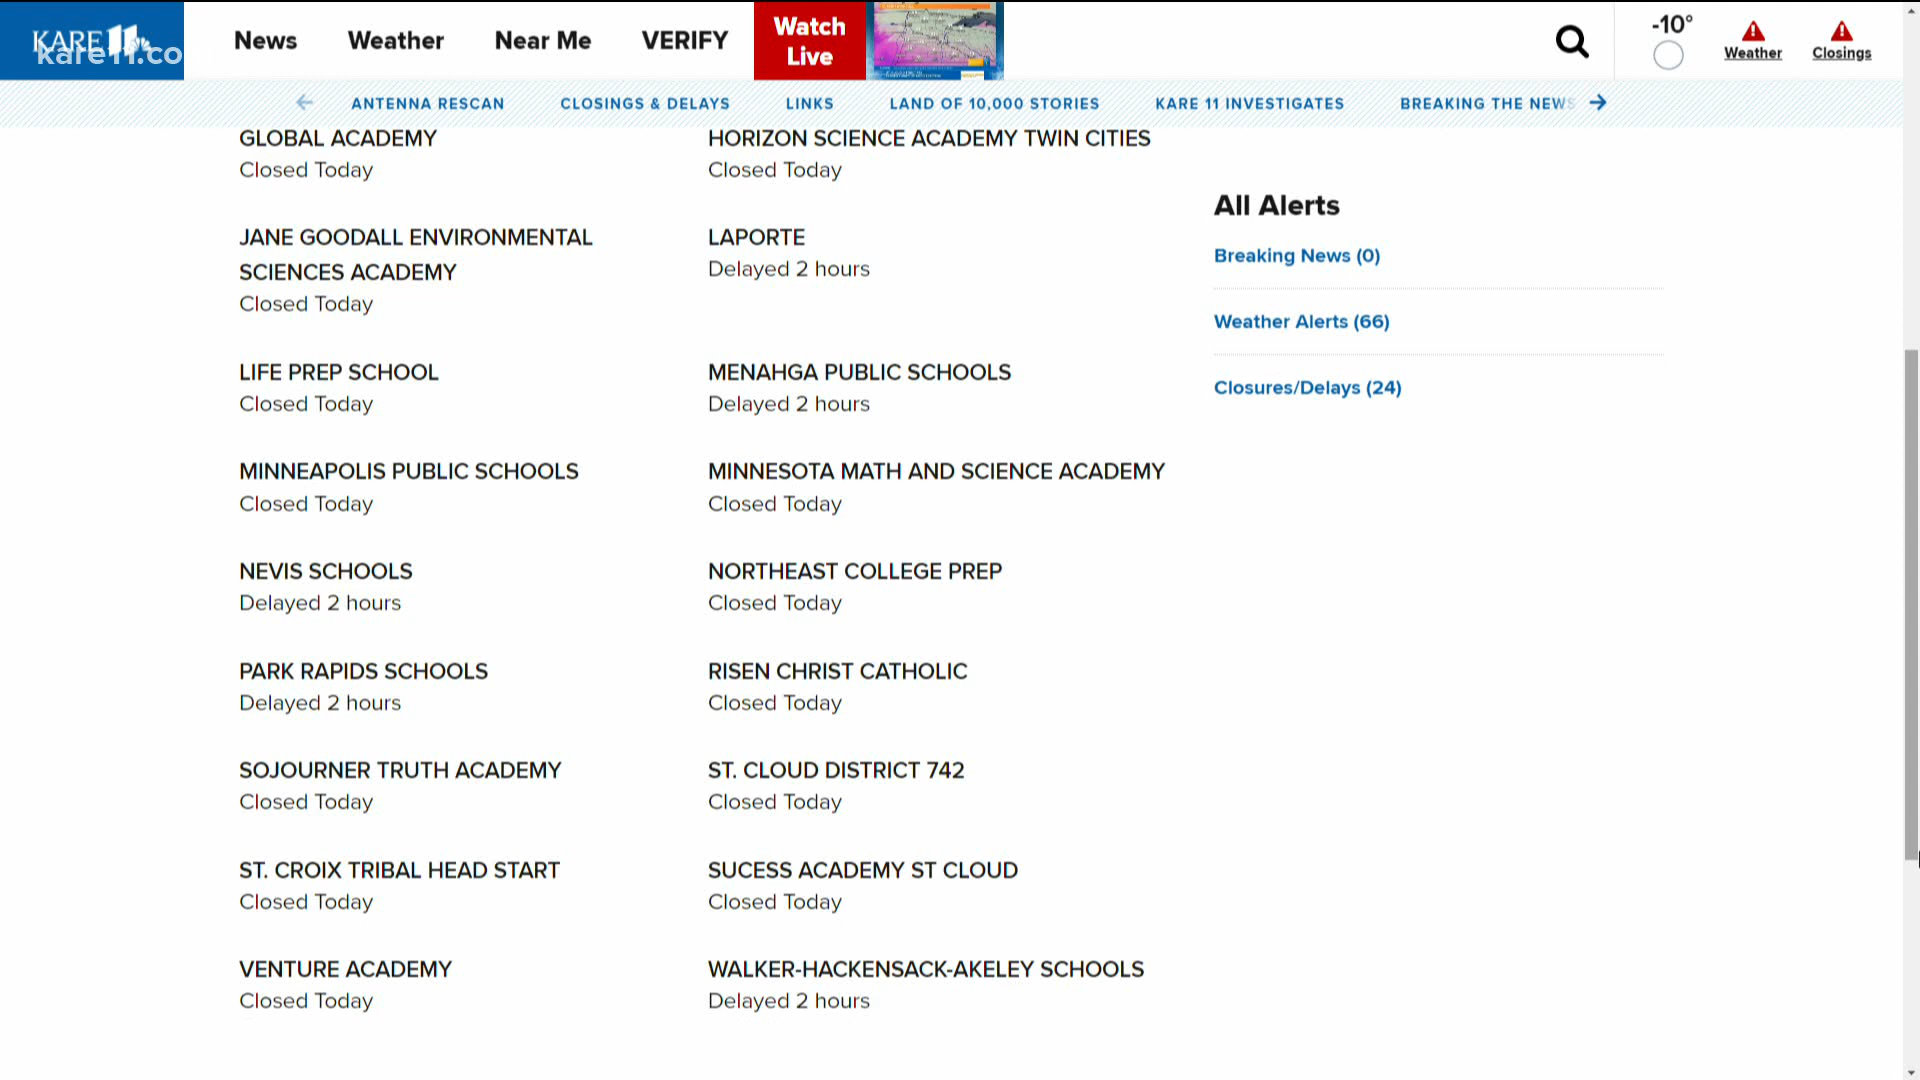 KARE 11
kare11.co
News
Weather
Near Me
VERIFY
Watch
Live
-10°
Weather
Closings
ANTENNA RESCAN
CLOSINGS & DELAYS
LINKS
LAND OF 10,000 STORIES
KARE 11 INVESTIGATES
BREAKING THE NEWS
GLOBAL ACADEMY
Closed Today
HORIZON SCIENCE ACADEMY TWIN CITIES
Closed Today
JANE GOODALL ENVIRONMENTAL
SCIENCES ACADEMY
Closed Today
LAPORTE
Delayed 2 hours
LIFE PREP SCHOOL
Closed Today
MENAHGA PUBLIC SCHOOLS
Delayed 2 hours
MINNEAPOLIS PUBLIC SCHOOLS
Closed Today
MINNESOTA MATH AND SCIENCE ACADEMY
Closed Today
NEVIS SCHOOLS
Delayed 2 hours
NORTHEAST COLLEGE PREP
Closed Today
PARK RAPIDS SCHOOLS
Delayed 2 hours
RISEN CHRIST CATHOLIC
Closed Today
SOJOURNER TRUTH ACADEMY
Closed Today
ST. CLOUD DISTRICT 742
Closed Today
ST. CROIX TRIBAL HEAD START
Closed Today
SUCESS ACADEMY ST CLOUD
Closed Today
VENTURE ACADEMY
Closed Today
WALKER-HACKENSACK-AKELEY SCHOOLS
Delayed 2 hours
All Alerts
Breaking News (0)
Weather Alerts (66)
Closures/Delays (24)